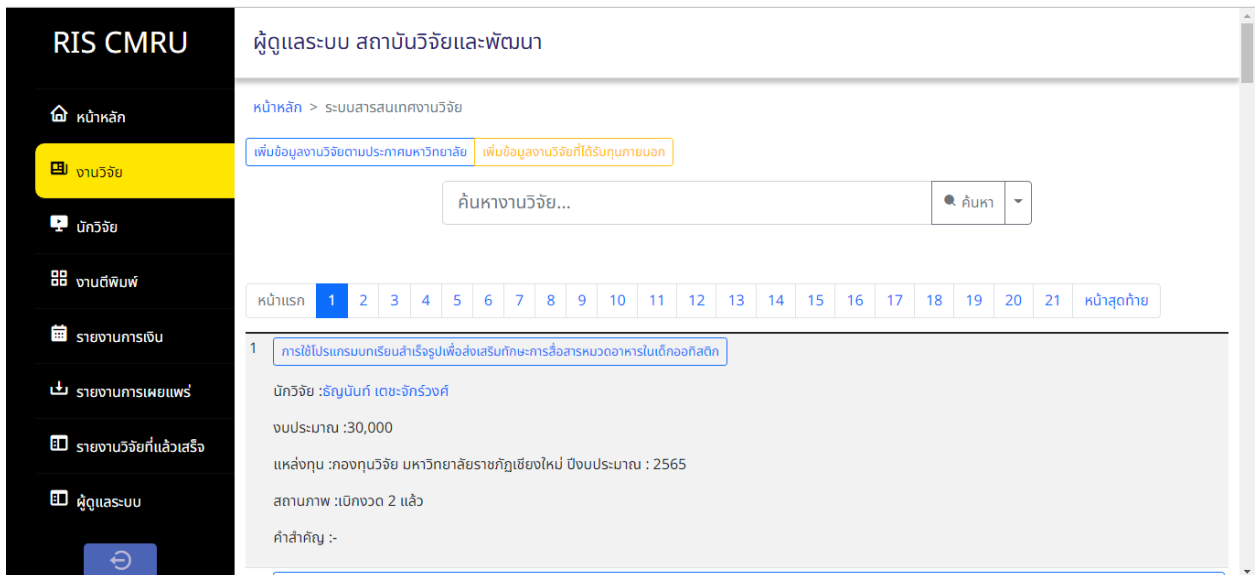 RIS CMRU
ผู้ดูแลระบบ สถาบันวิจัยและพัฒนา
หน้าหลัก
งานวิจัย
นักวิจัย
งานตีพิมพ์
รายงานการเงิน
รายงานการเผยแพร่
รายงานวิจัยที่แล้วเสร็จ
ผู้ดูแลระบบ
หน้าหลัก > ระบบสารสนเทศงานวิจัย
เพิ่มข้อมูลงานวิจัยตามประกาศมหาวิทยาลัย เพิ่มข้อมูลงานวิจัยที่ได้รับทุนภายนอก
ค้นหางานวิจัย... ค้นหา
หน้าแรก 1 2 3 4 5 6 7 8 9 10 11 12 13 14 15 16 17 18 19 20 21 หน้าสุดท้าย
1 การใช้โปรแกรมบทเรียนสำเร็จรูปเพื่อส่งเสริมทักษะการสื่อสารหมวดอาหารในเด็กออทิสติก
นักวิจัย :ธัญนันท์ เตชะจักร์วงศ์
งบประมาณ :30,000
แหล่งทุน :กองทุนวิจัย มหาวิทยาลัยราชภัฏเชียงใหม่ ปีงบประมาณ : 2565
สถานภาพ :เบิกงวด 2 แล้ว
คำสำคัญ :-